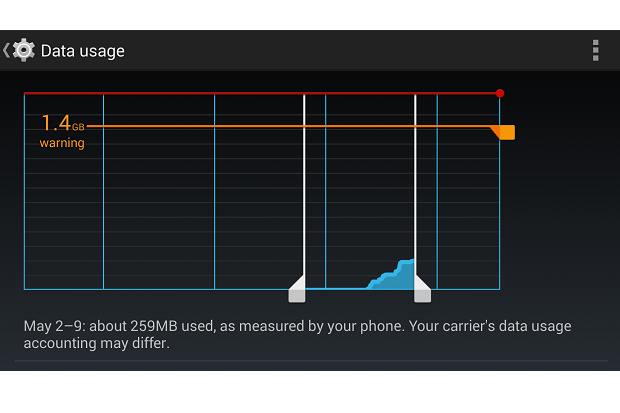 Data usage
1.4GB
warning
May 2–9: about 259MB used, as measured by your phone. Your carrier's data usage
accounting may differ.